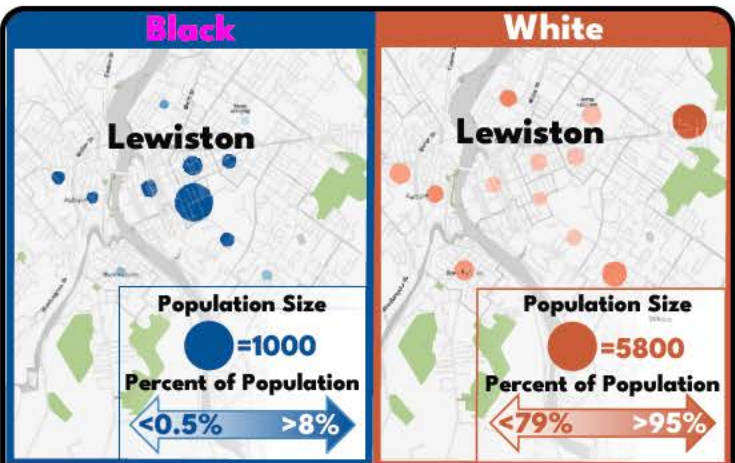 Black
White
Lewiston
Lewiston
Population Size
=1000
Percent of Population
<0.5%
>8%
Population Size
=5800
Percent of Population
<79%
>95%